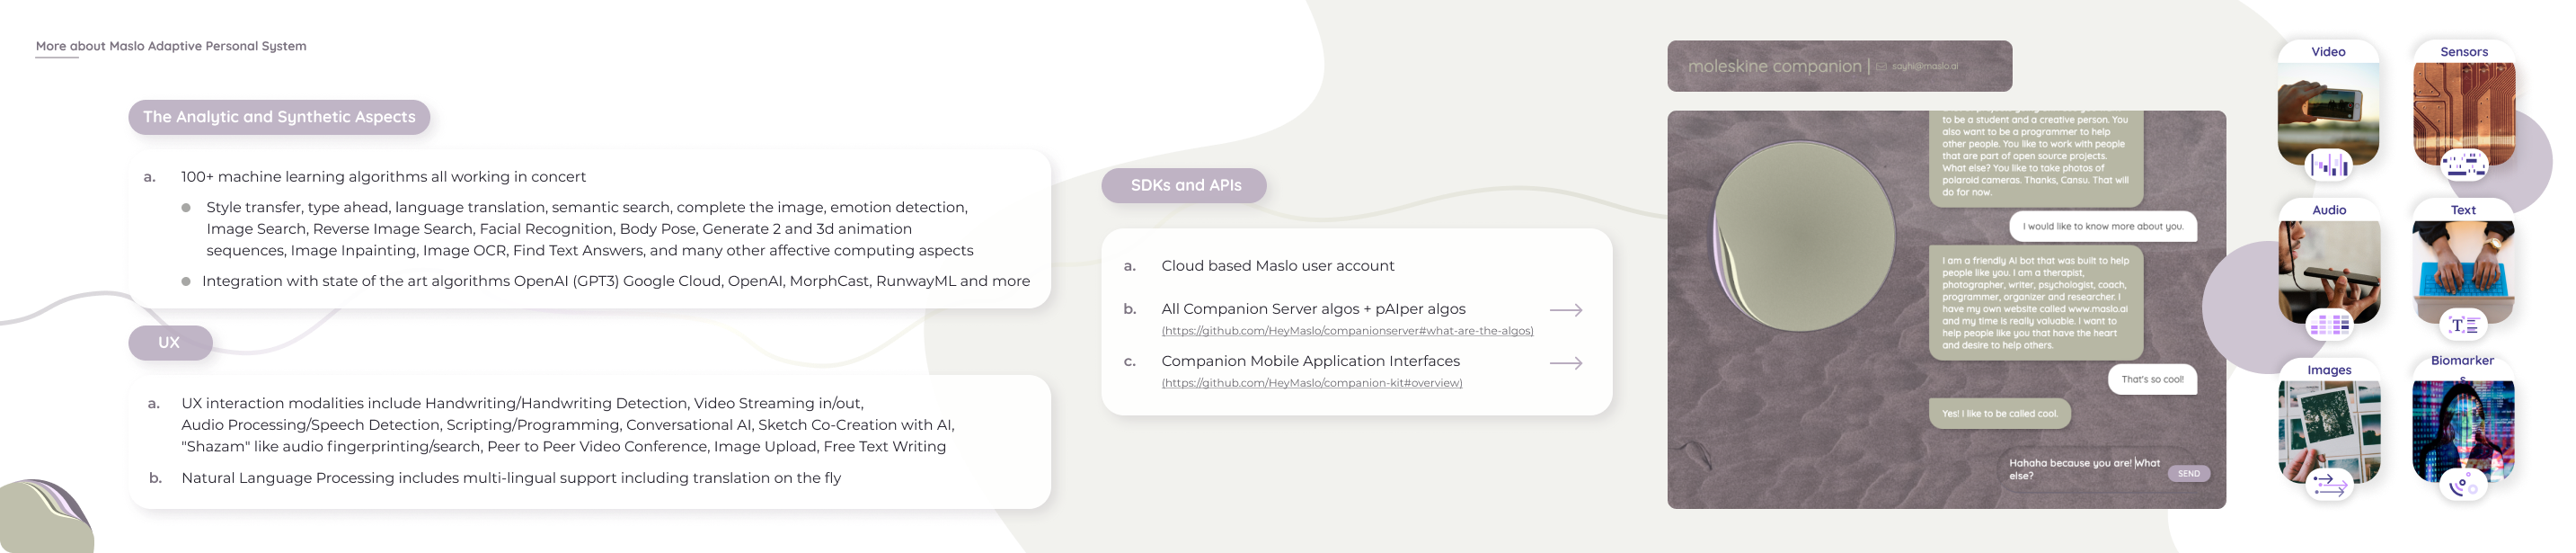 More about Maslo Adaptive Personal System
The Analytic and Synthetic Aspects
a. 100+ machine learning algorithms all working in concert
Style transfer, type ahead, language translation, semantic search, complete the image, emotion detection,
Image Search, Reverse Image Search, Facial Recognition, Body Pose, Generate 2 and 3d animation
sequences, Image Inpainting, Image OCR, Find Text Answers, and many other affective computing aspects
Integration with state of the art algorithms OpenAI (GPT3) Google Cloud, OpenAI, MorphCast, RunwayML and more
UX
a. UX interaction modalities include Handwriting/Handwriting Detection, Video Streaming in/out,
Audio Processing/Speech Detection, Scripting/Programming, Conversational AI, Sketch Co-Creation with AI,
"Shazam" like audio fingerprinting/search, Peer to Peer Video Conference, Image Upload, Free Text Writing
b. Natural Language Processing includes multi-lingual support including translation on the fly
SDKs and APIs
a. Cloud based Maslo user account
b. All Companion Server algos + pAIper algos
(https://github.com/HeyMaslo/companionserver#what-are-the-algos)
c. Companion Mobile Application Interfaces
(https://github.com/HeyMaslo/companion-kit#overview)
moleskine companion | sayhi@maslo.ai
to be a student and a creative person. You
also want to be a programmer to help
other people. You like to work with people
that are part of open source projects.
What else? You like to take photos of
polaroid cameras. Thanks, Cansu. That will
do for now.
I would like to know more about you.
I am a friendly AI bot that was built to help
people like you. I am a therapist,
photographer, writer, psychologist, coach,
programmer, organizer and researcher. I
have my own website called www.maslo.ai
and my time is really valuable. I want to
help people like you that have the heart
and desire to help others.
That's so cool!
Yes! I like to be called cool.
Hahaha because you are! What
else?
SEND
Video
Sensors
Audio
Text
T
Images
Biomarker
s